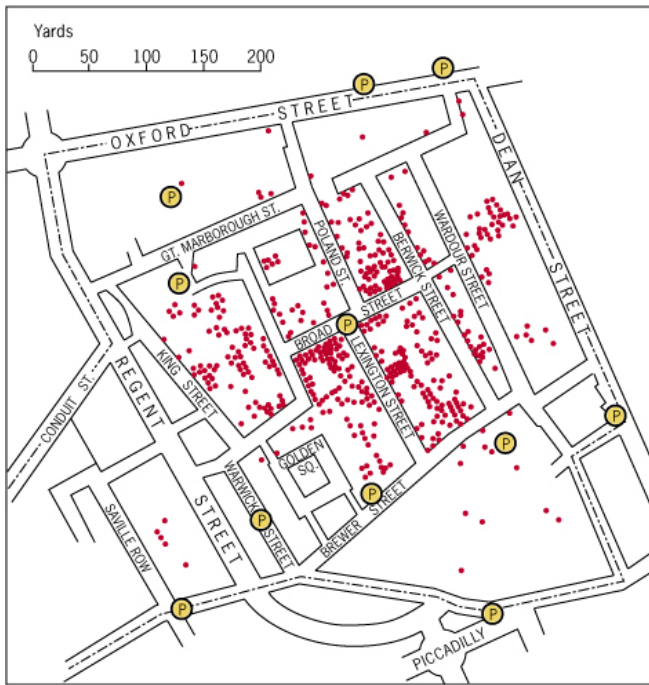 Yards
0 50 100 150 200
P
P
OXFORD STREET
P
DEAN STREET
GT. MARBOROUGH ST.
POLAND ST.
BERWICK STREET
WARDOUR STREET
P
BROAD STREET
P
KING STREET
LEXINGTON STREET
REGENT STREET
CONDUIT ST.
P
P
GOLDEN SQ.
WARWICK STREET
P
P
BREWER STREET
SAVILLE ROW
P
P
PICCADILLY